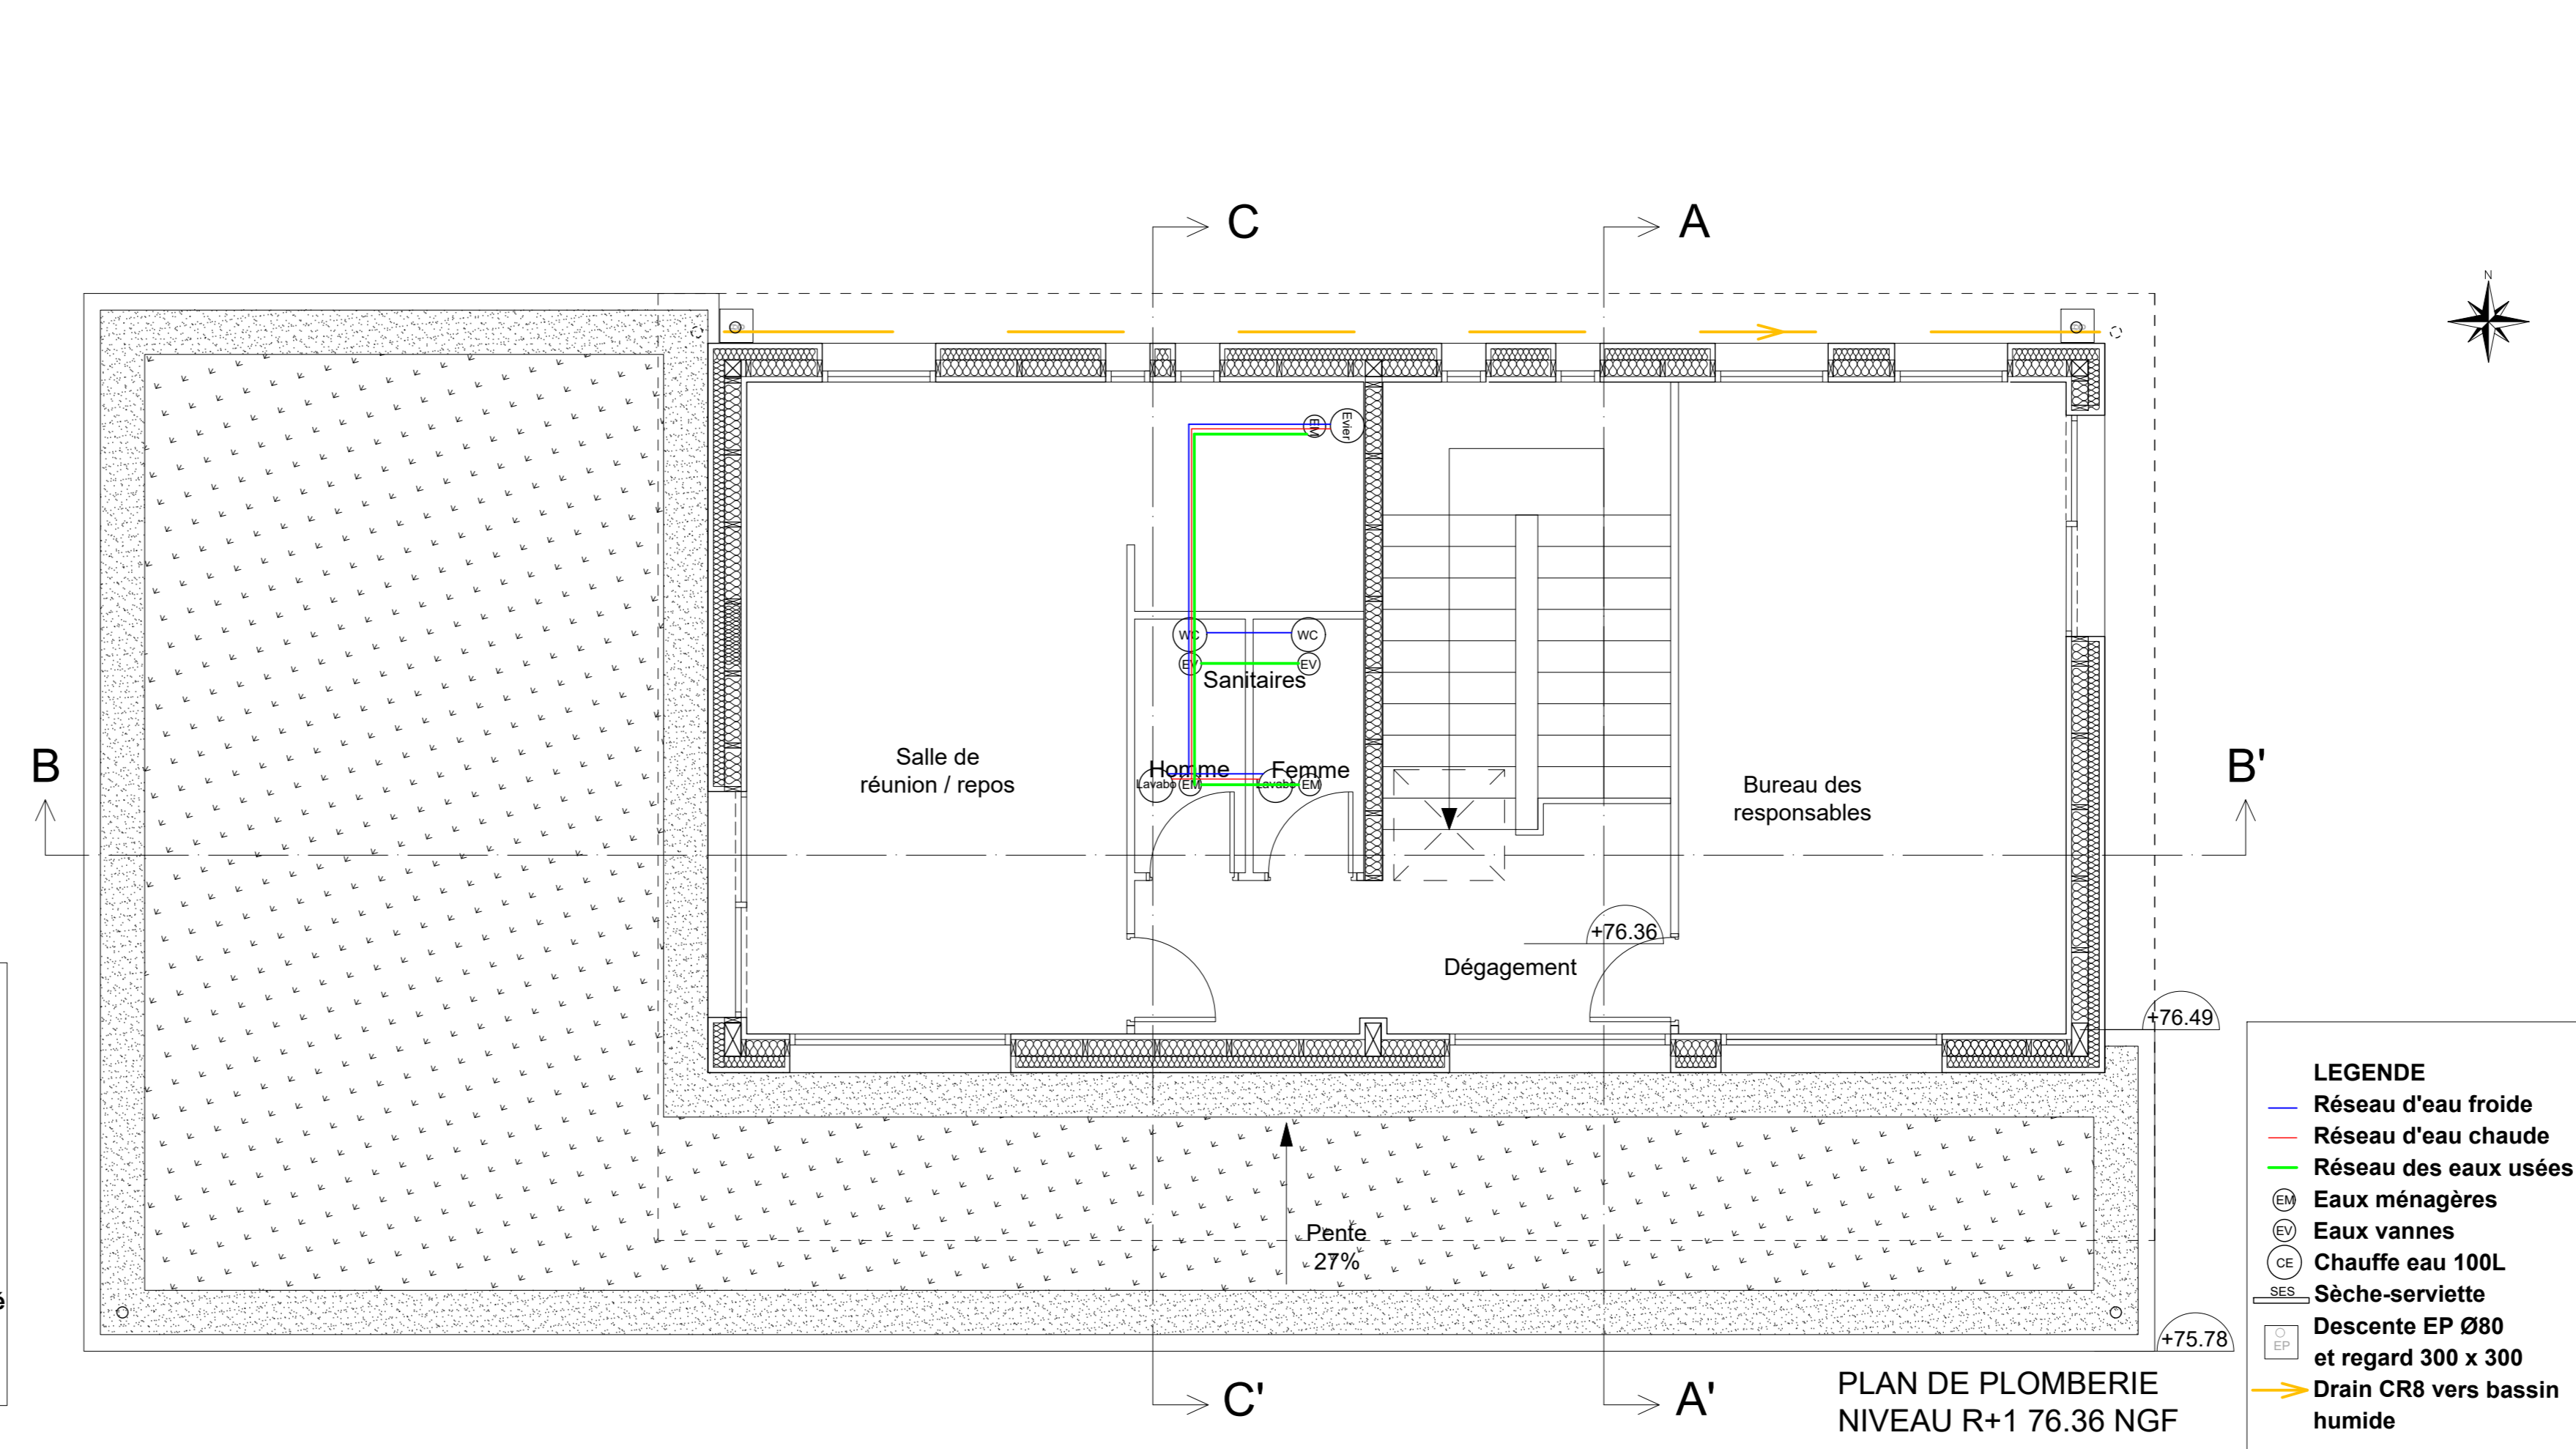 C
A
N
EM
Evier
WC
WC
EV
EV
Sanitaires
B
B'
Salle de
réunion / repos
Homme
Femme
Lavabo
EM
Lavabo
EM
Bureau des
responsables
+76.36
Dégagement
+76.49
Pente
27%
+75.78
C'
A'
PLAN DE PLOMBERIE
NIVEAU R+1 76.36 NGF
LEGENDE
Réseau d'eau froide
Réseau d'eau chaude
Réseau des eaux usées
EM Eaux ménagères
EV Eaux vannes
CE Chauffe eau 100L
SES Sèche-serviette
Descente EP Ø80
EP
et regard 300 x 300
Drain CR8 vers bassin
humide